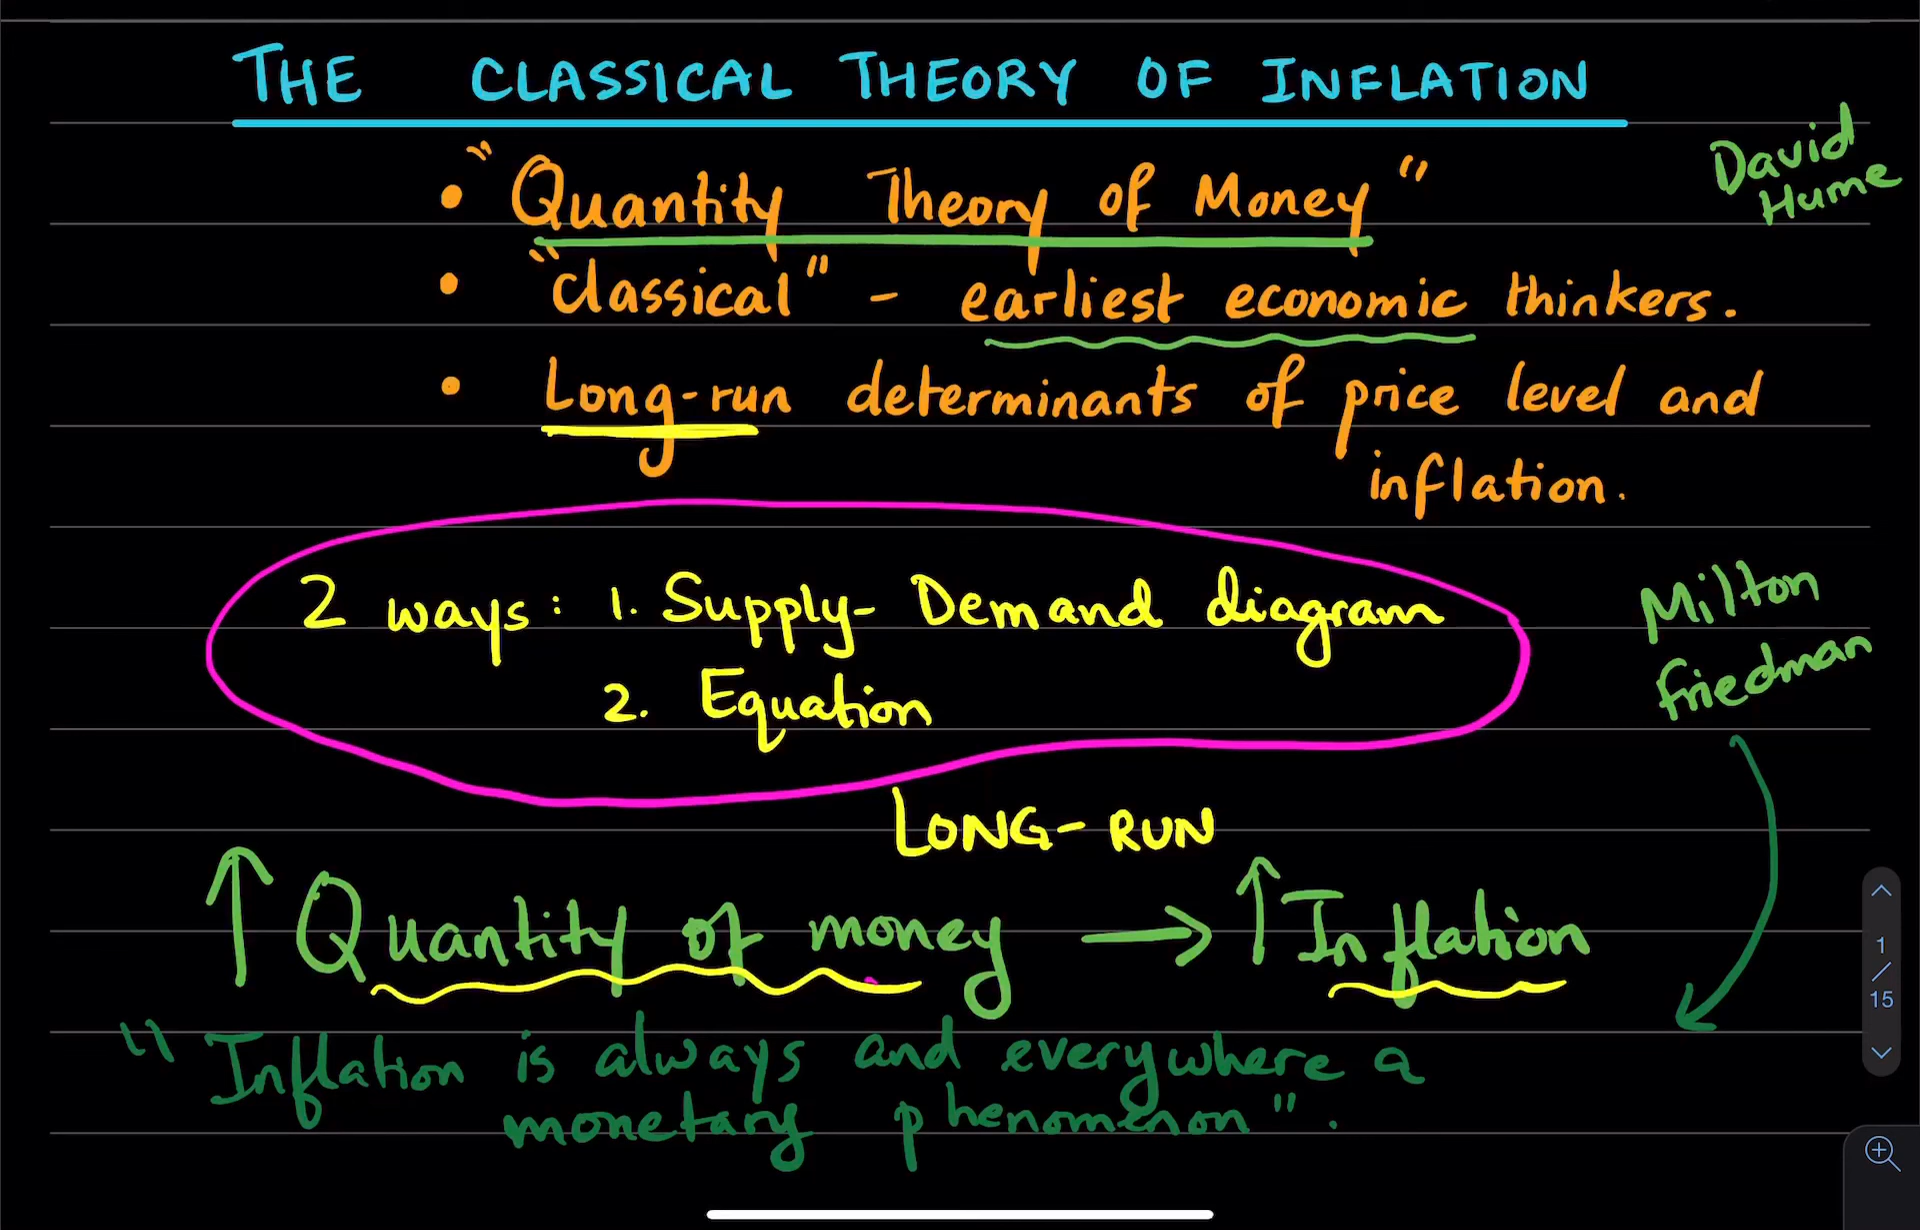 THE CLASSICAL THEORY OF INFLATION
David
Hume
• "Quantity Theory of Money"
• "classical" - earliest economic thinkers.
• Long-run determinants of price level and
inflation.
2 ways: 1. Supply-Demand diagram
2. Equation
Milton
Friedman
LONG-RUN
↑ Quantity of money → ↑ Inflation
"Inflation is always and everywhere a
monetary phenomenon".
1
/
15